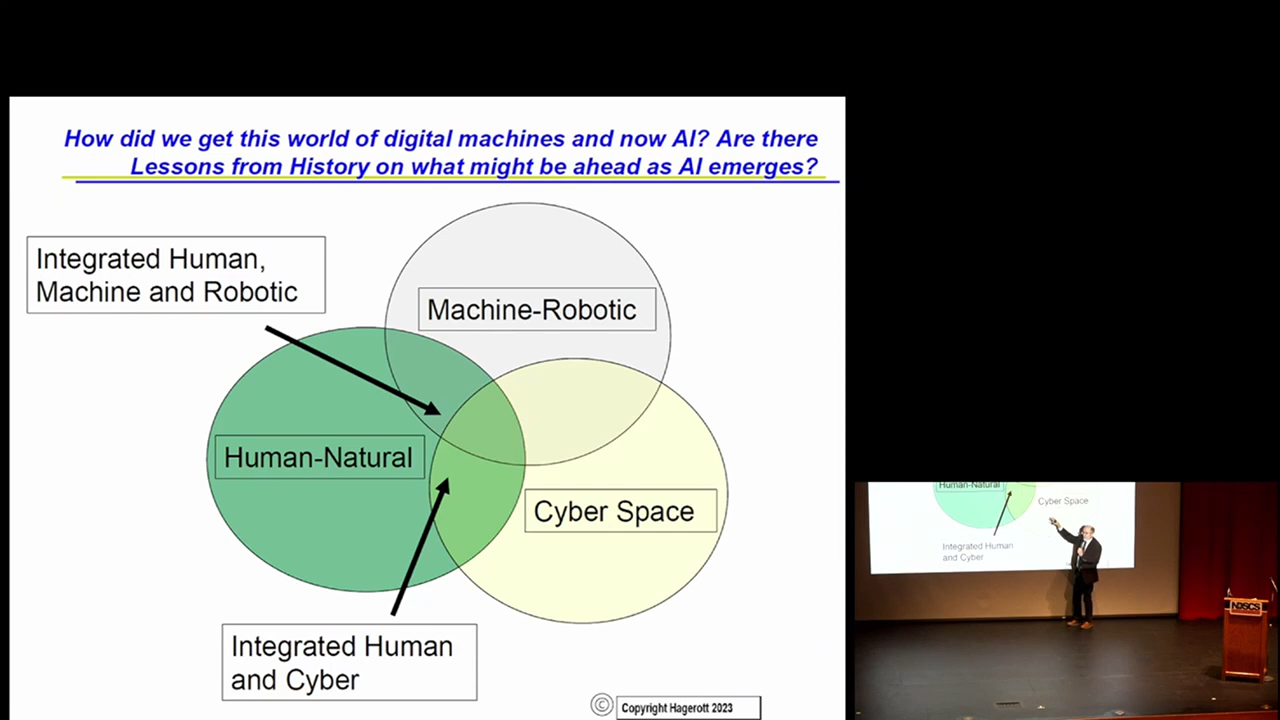 How did we get this world of digital machines and now AI? Are there
Lessons from History on what might be ahead as AI emerges?
Integrated Human,
Machine and Robotic
Machine-Robotic
Human-Natural
Cyber Space
Integrated Human
and Cyber
© Copyright Hagerott 2023
Human-Natural
Cyber Space
Integrated Human
and Cyber
NDSCS